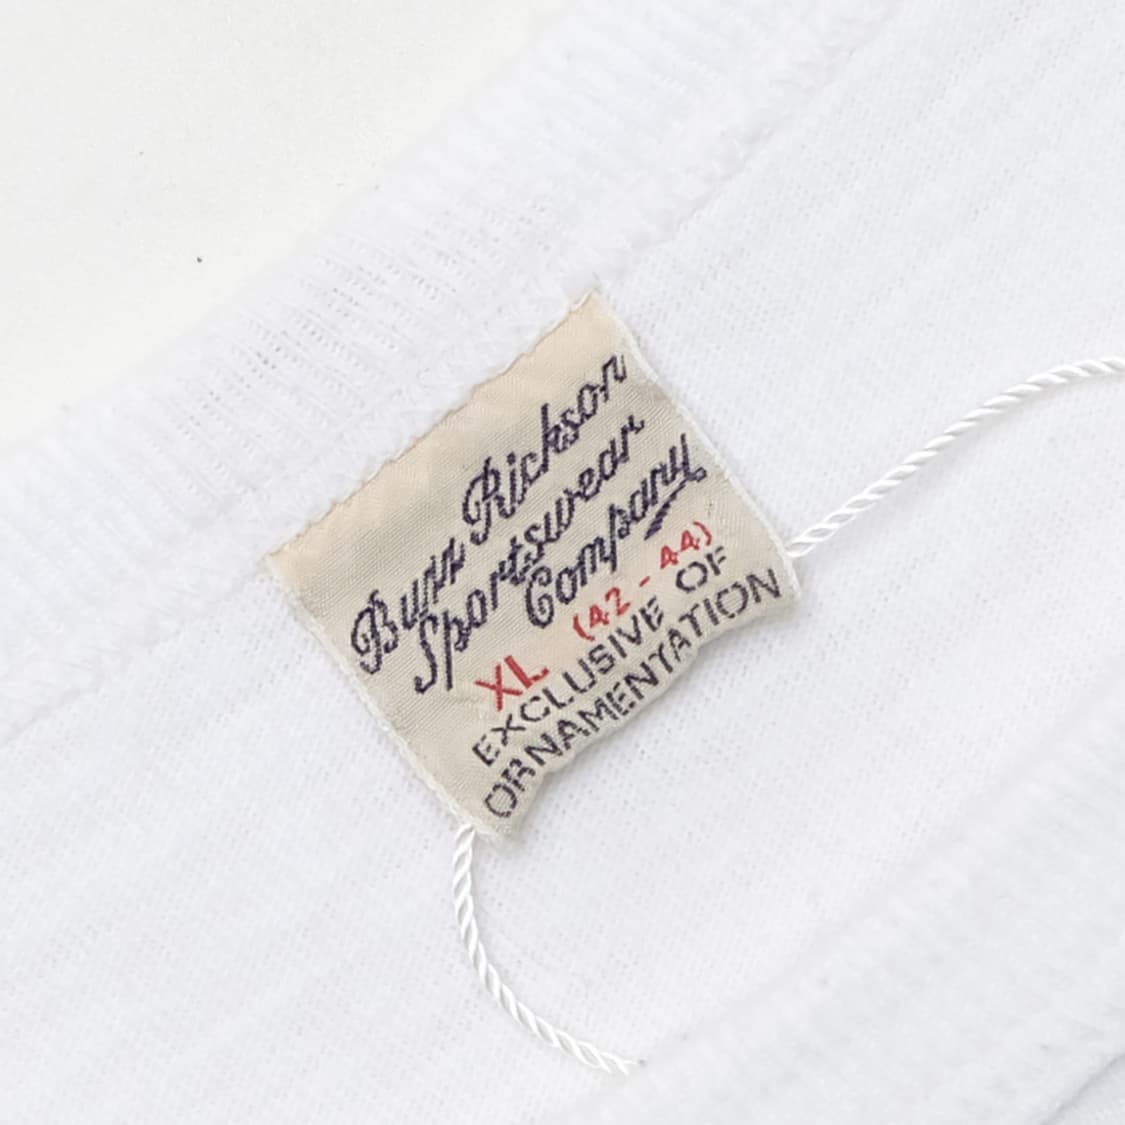 Buzz Rickson
Sportswear
Company
XL (42 - 44)
EXCLUSIVE OF
ORNAMENTATION